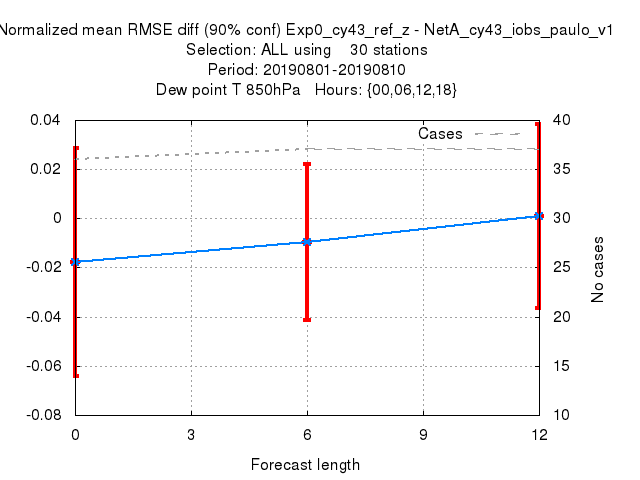 Normalized mean RMSE diff (90% conf) Exp0_cy43_ref_z - NetA_cy43_iobs_paulo_v1
Selection: ALL using 30 stations
Period: 20190801-20190810
Dew point T 850hPa Hours: {00,06,12,18}
Cases
0.04
0.02
0
-0.02
-0.04
-0.06
-0.08
40
35
30
25
20
15
10
No cases
0 3 6 9 12
Forecast length